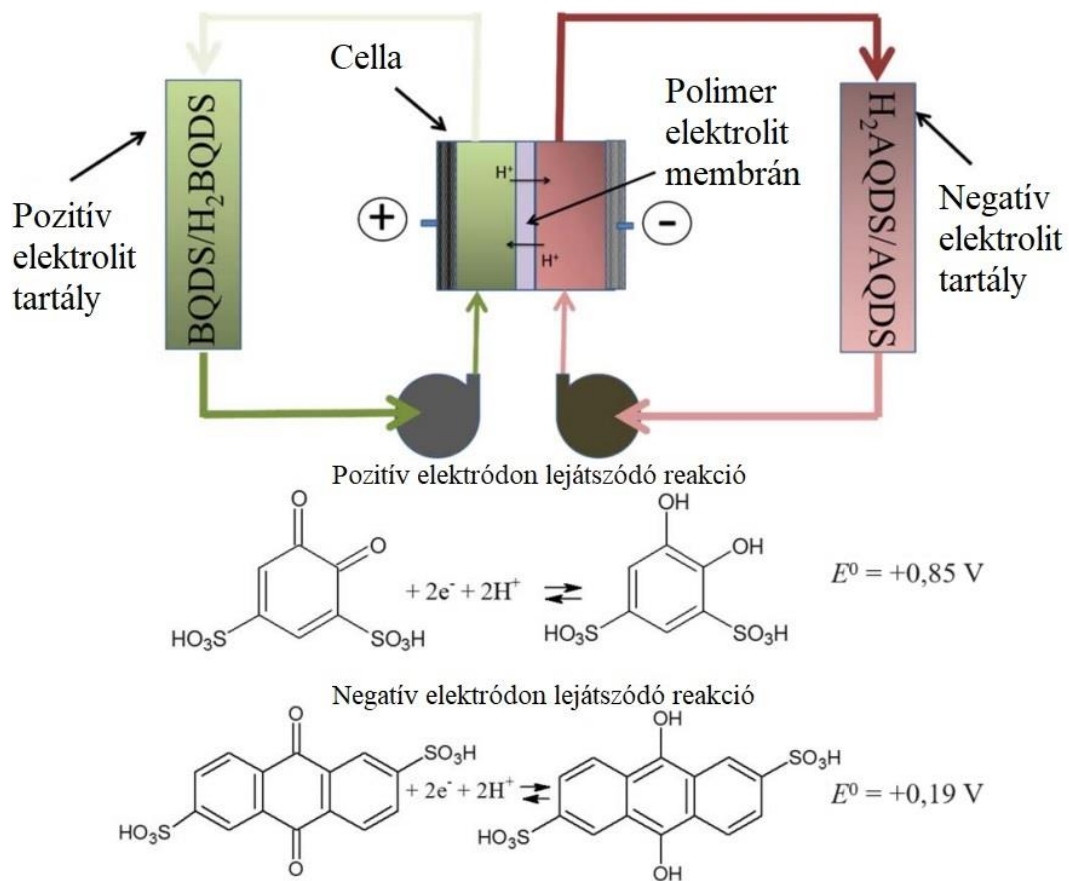 Cella
Polimer
elektrolit
membrán
Pozitív
elektrolit
tartály
BQDS/H₂BQDS
H⁺
H⁺
+
-
H₂AQDS/AQDS
Negatív
elektrolit
tartály
Pozitív elektródon lejátszódó reakció
O
O
HO₃S
SO₃H
+ 2e⁻ + 2H⁺ ⇌
OH
OH
HO₃S
SO₃H
E⁰ = +0,85 V
Negatív elektródon lejátszódó reakció
O
SO₃H
HO₃S
O
+ 2e⁻ + 2H⁺ ⇌
OH
SO₃H
HO₃S
OH
E⁰ = +0,19 V